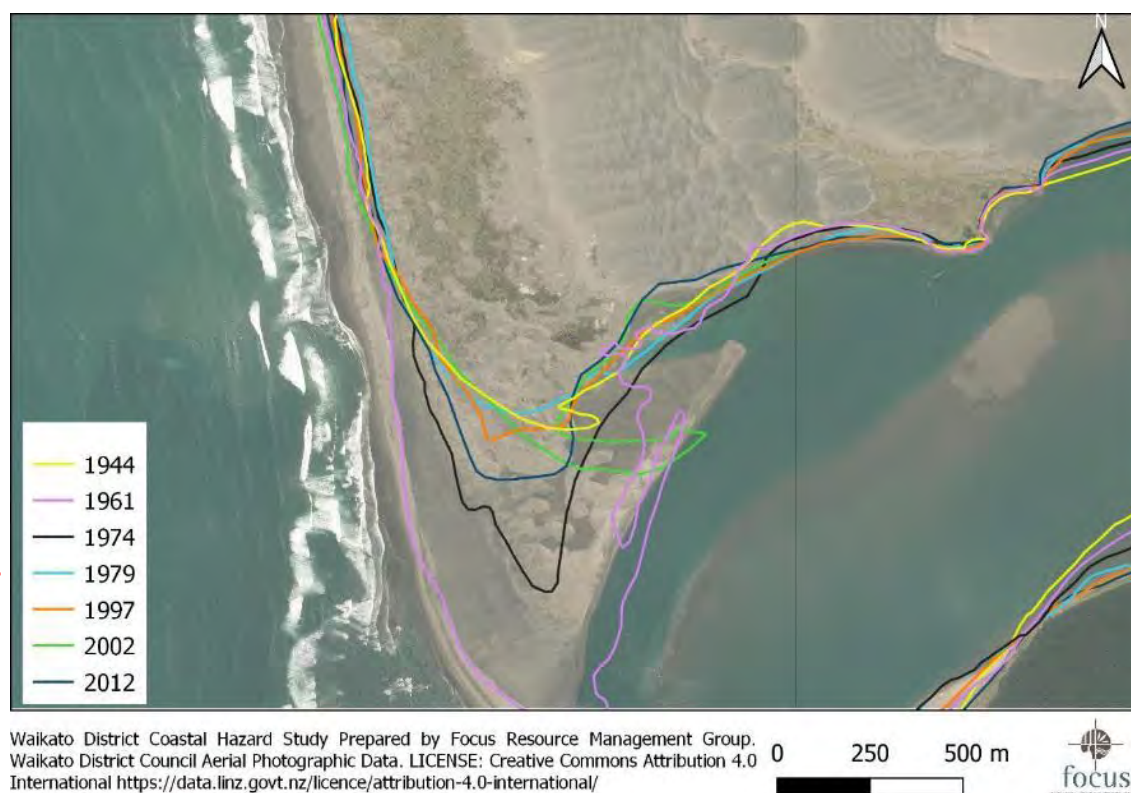 N
1944
1961
1974
1979
1997
2002
2012
Waikato District Coastal Hazard Study Prepared by Focus Resource Management Group.
Waikato District Council Aerial Photographic Data. LICENSE: Creative Commons Attribution 4.0
International https://data.linz.govt.nz/licence/attribution-4.0-international/
0 250 500 m
focus